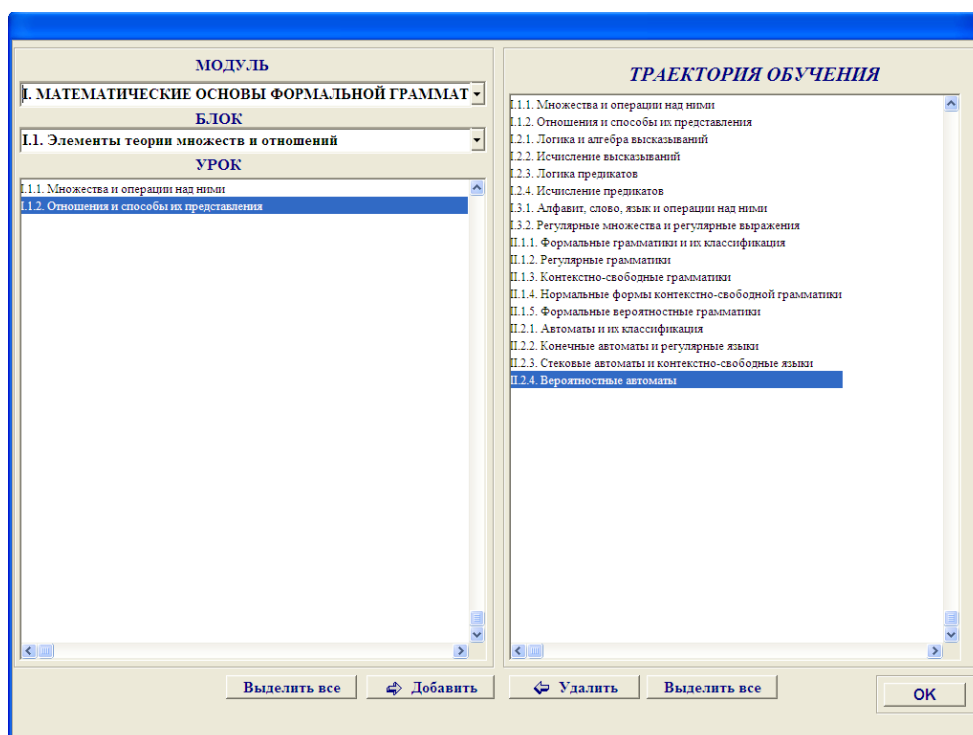 МОДУЛЬ
I. МАТЕМАТИЧЕСКИЕ ОСНОВЫ ФОРМАЛЬНОЙ ГРАММАТ
БЛОК
I.1. Элементы теории множеств и отношений
УРОК
I.1.1. Множества и операции над ними
I.1.2. Отношения и способы их представления
Выделить все
Добавить
ТРАЕКТОРИЯ ОБУЧЕНИЯ
I.1.1. Множества и операции над ними
I.1.2. Отношения и способы их представления
I.2.1. Логика и алгебра высказываний
I.2.2. Исчисление высказываний
I.2.3. Логика предикатов
I.2.4. Исчисление предикатов
I.3.1. Алфавит, слово, язык и операции над ними
I.3.2. Регулярные множества и регулярные выражения
II.1.1. Формальные грамматики и их классификация
II.1.2. Регулярные грамматики
II.1.3. Контекстно-свободные грамматики
II.1.4. Нормальные формы контекстно-свободной грамматики
II.1.5. Формальные вероятностные грамматики
II.2.1. Автоматы и их классификация
II.2.2. Конечные автоматы и регулярные языки
II.2.3. Стековые автоматы и контекстно-свободные языки
II.2.4. Вероятностные автоматы
Удалить
Выделить все
OK